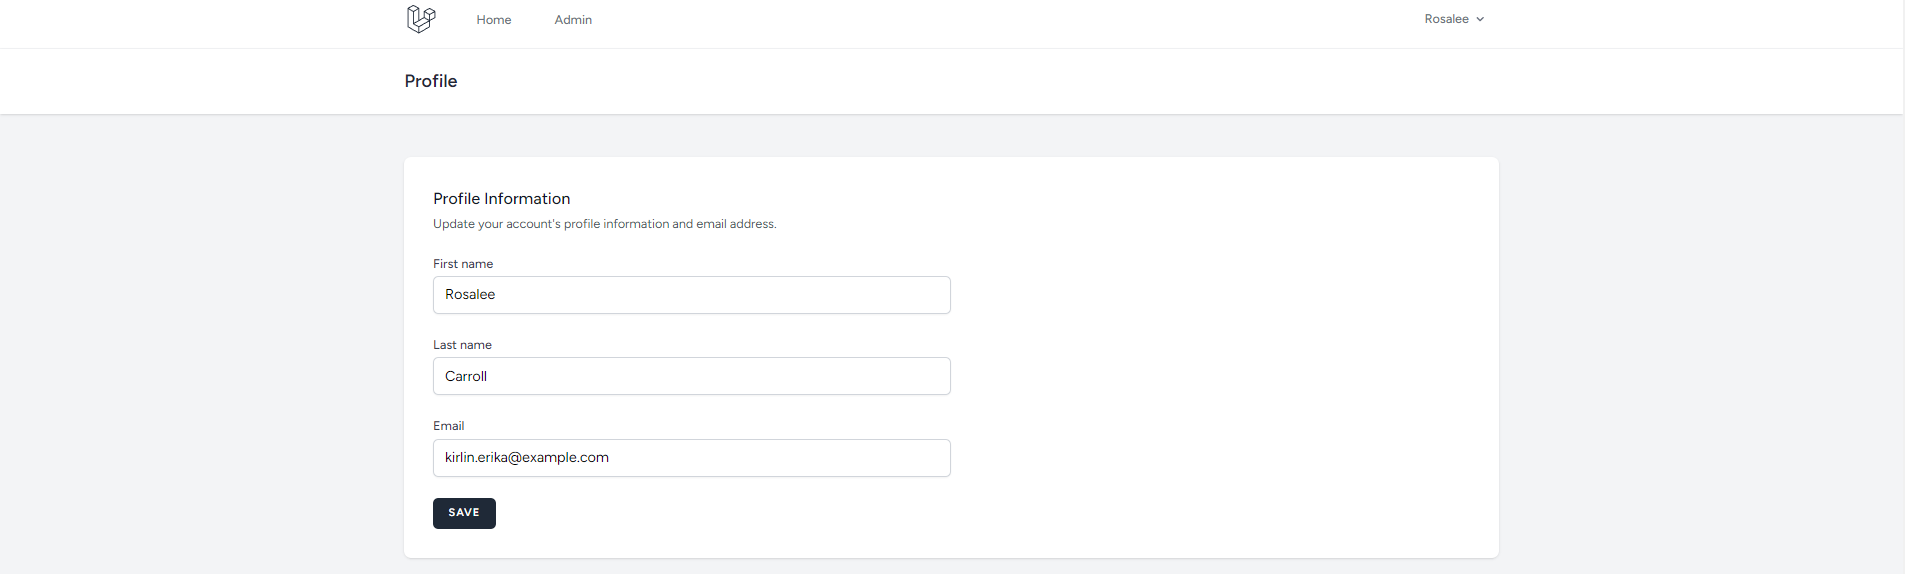 Home Admin Rosalee
Profile
Profile Information
Update your account's profile information and email address.
First name
Rosalee
Last name
Carroll
Email
kirlin.erika@example.com
SAVE